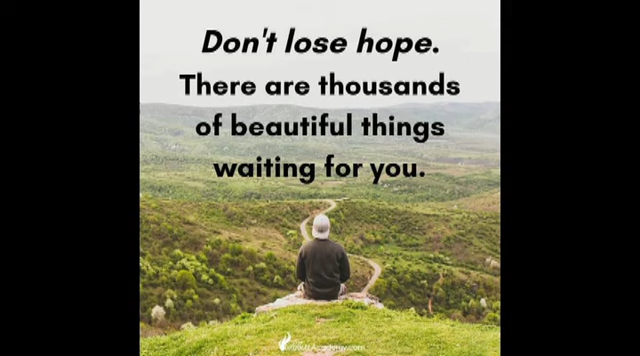 Don't lose hope.
There are thousands
of beautiful things
waiting for you.